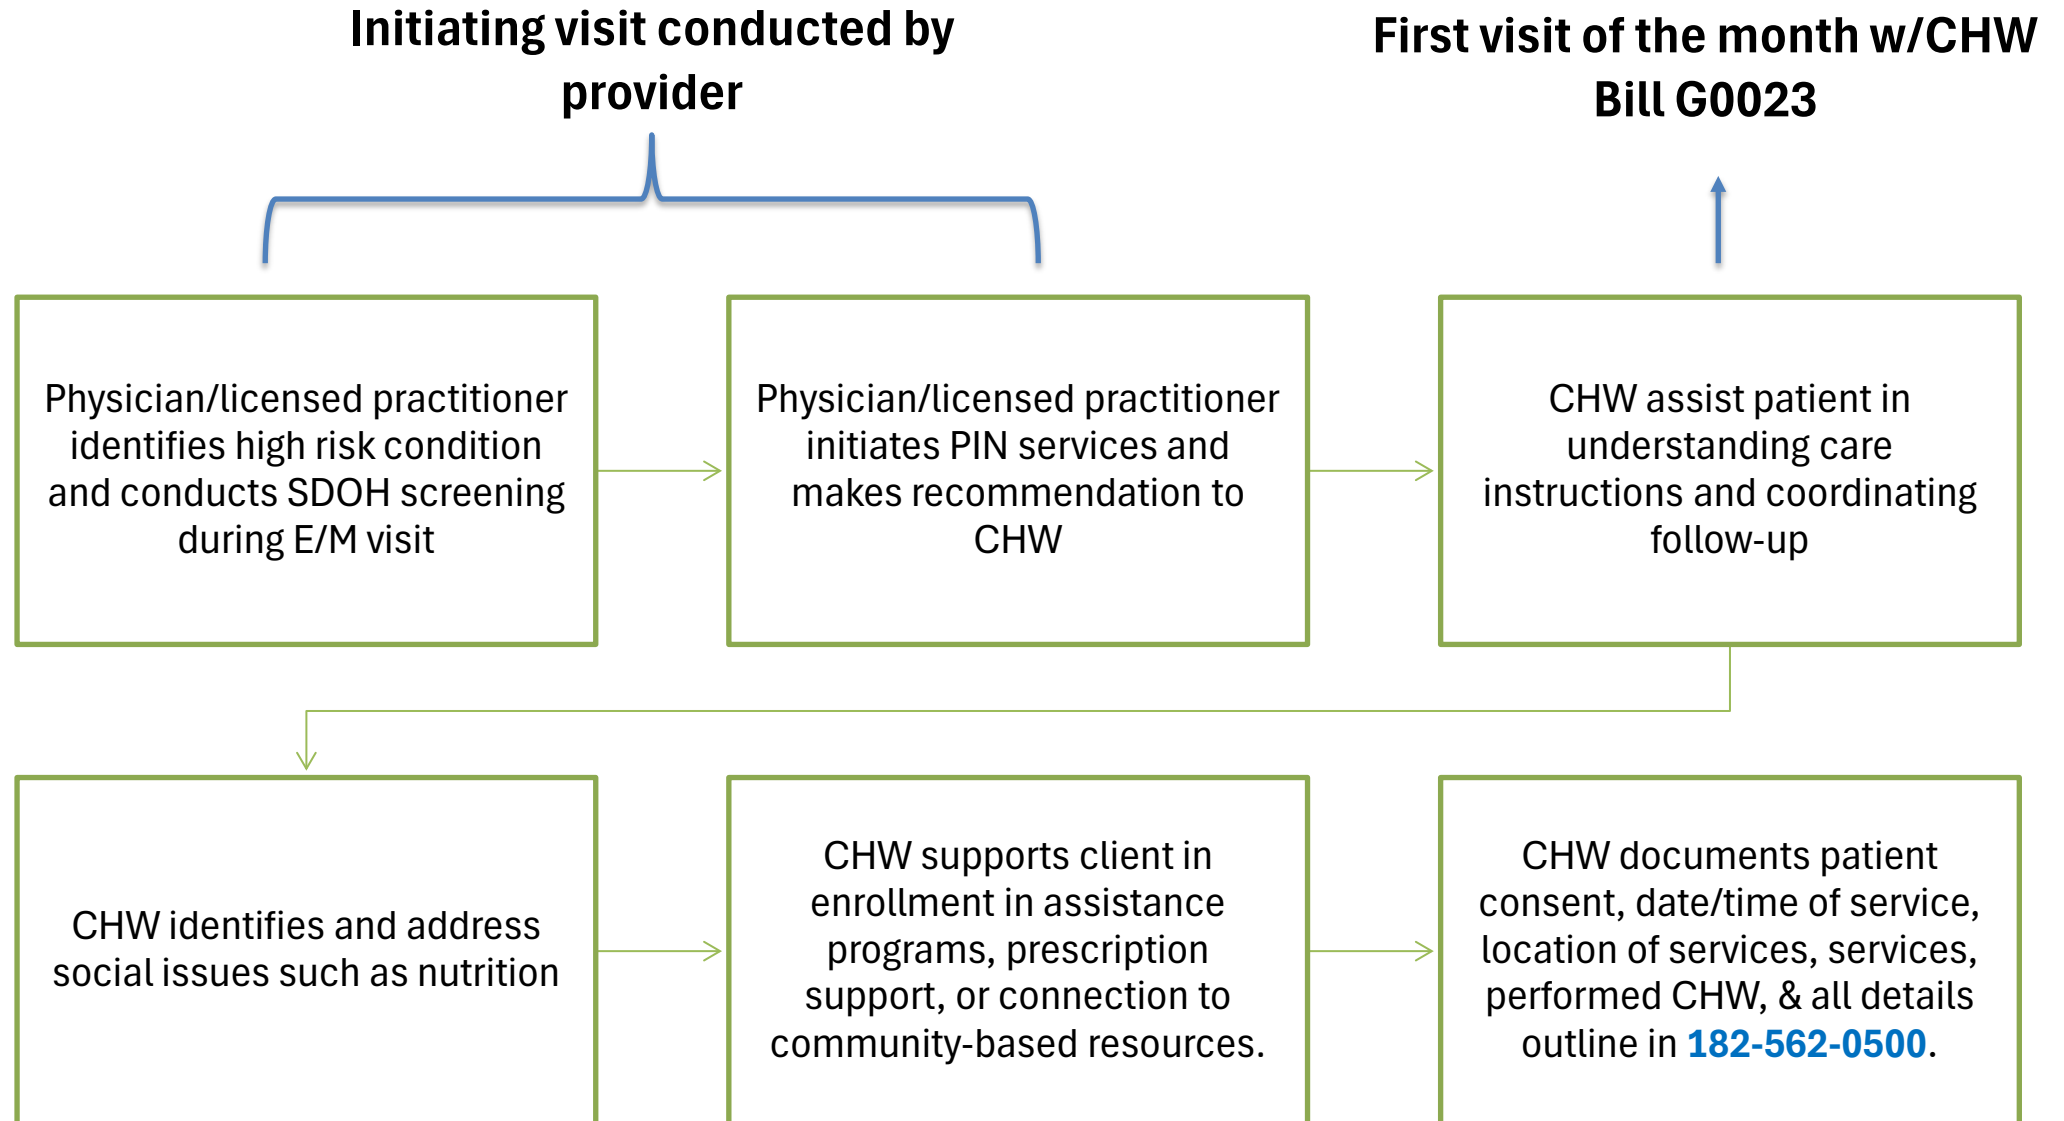 Initiating visit conducted by
provider
First visit of the month w/CHW
Bill G0023
Physician/licensed practitioner
identifies high risk condition
and conducts SDOH screening
during E/M visit
Physician/licensed practitioner
initiates PIN services and
makes recommendation to
CHW
CHW assist patient in
understanding care
instructions and coordinating
follow-up
CHW identifies and address
social issues such as nutrition
CHW supports client in
enrollment in assistance
programs, prescription
support, or connection to
community-based resources.
CHW documents patient
consent, date/time of service,
location of services, services,
performed CHW, & all details
outline in 182-562-0500.